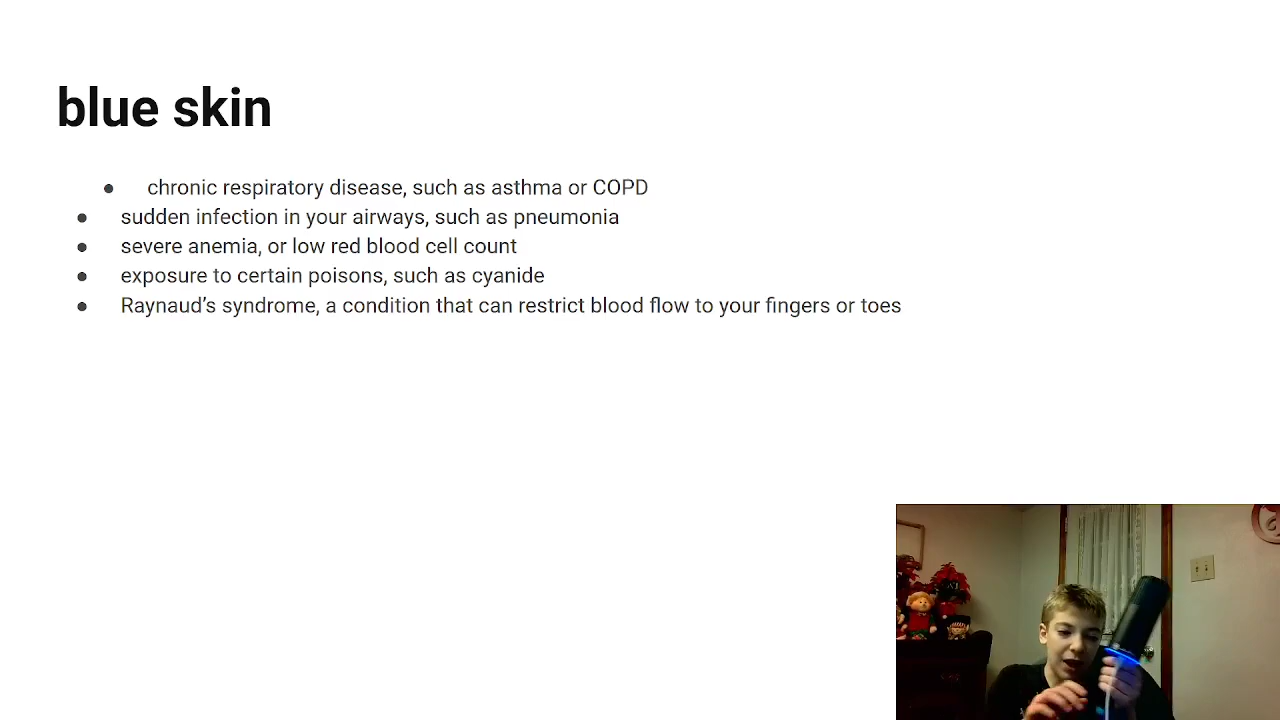 blue skin
● chronic respiratory disease, such as asthma or COPD
● sudden infection in your airways, such as pneumonia
● severe anemia, or low red blood cell count
● exposure to certain poisons, such as cyanide
● Raynaud’s syndrome, a condition that can restrict blood flow to your fingers or toes